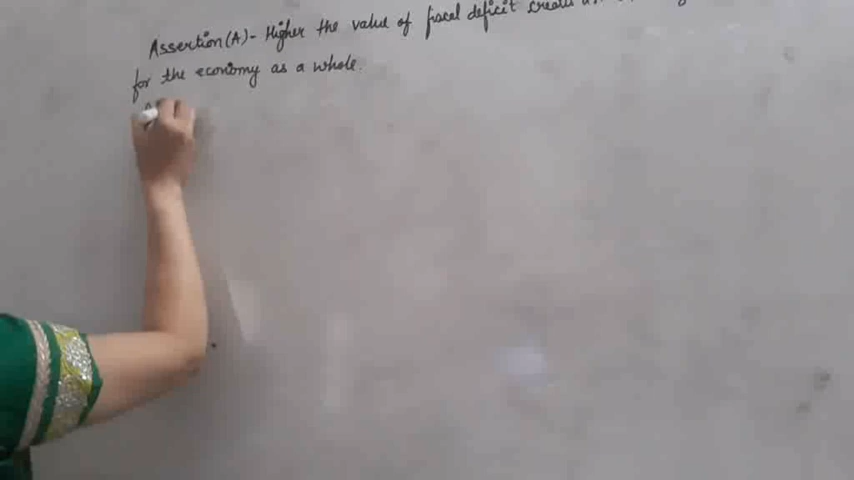 Assertion (A)- Higher the value of fiscal deficit creates
for the economy as a whole.